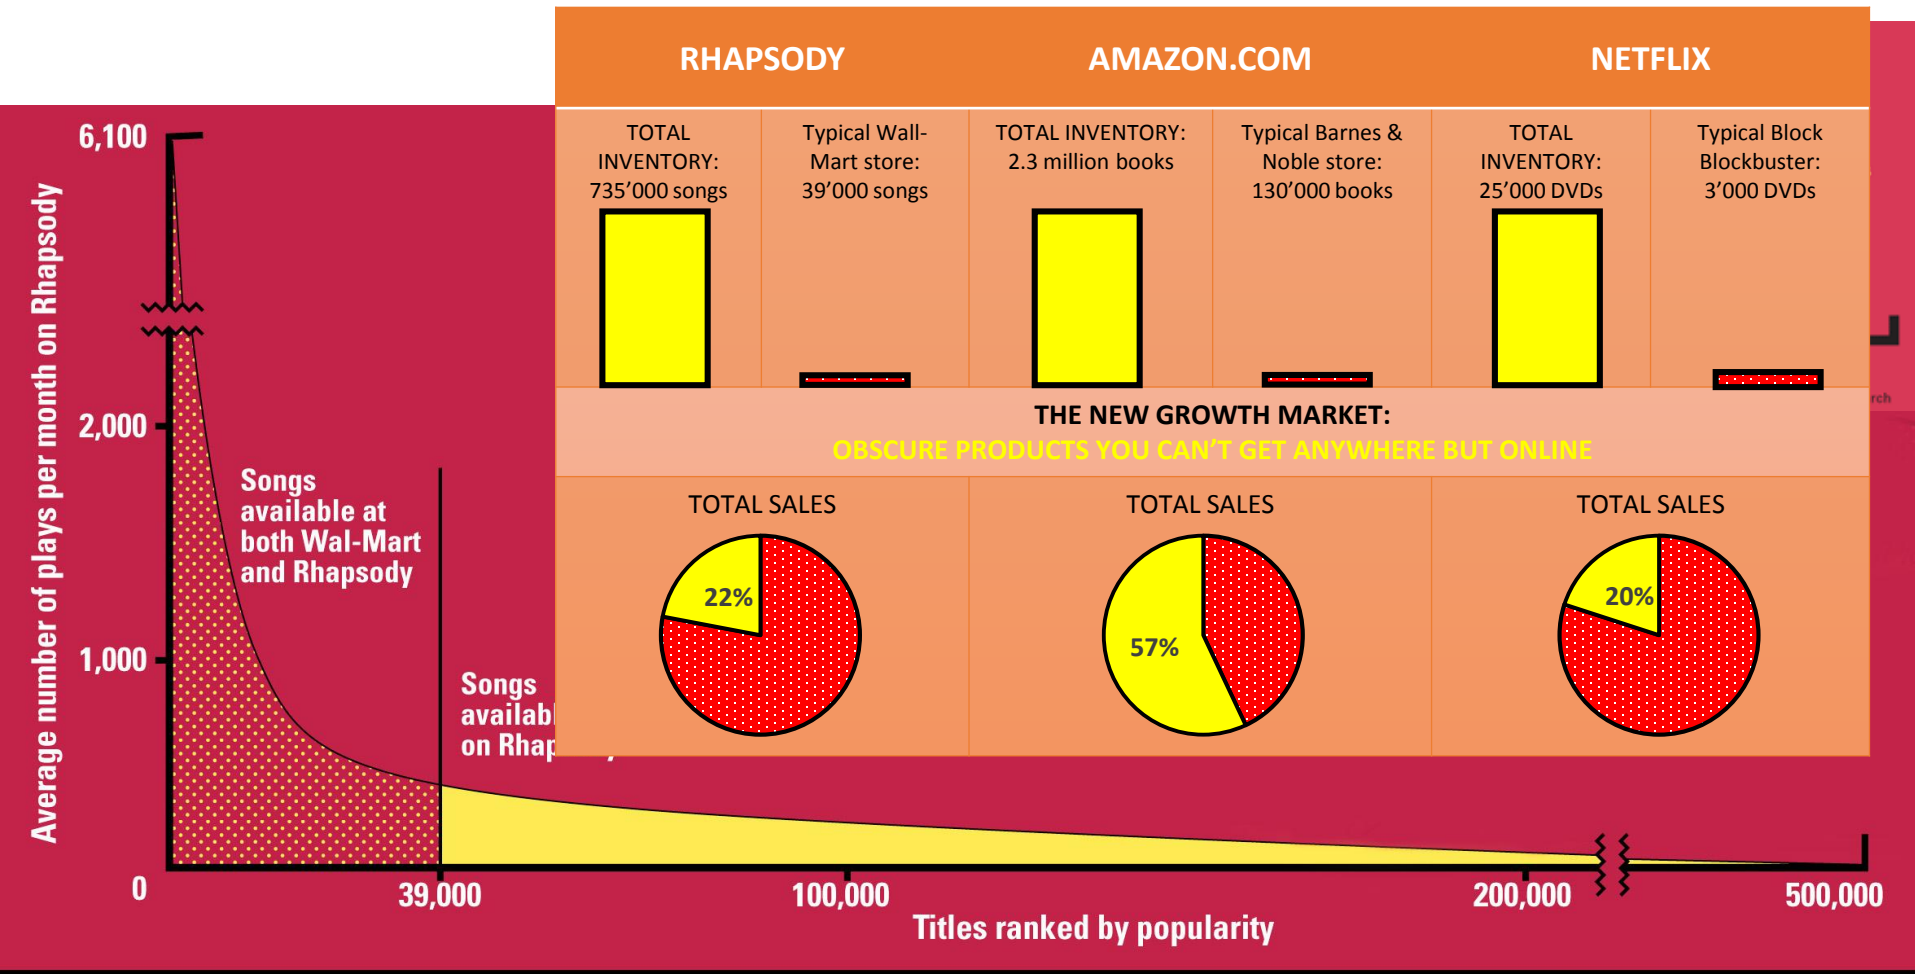 RHAPSODY
AMAZON.COM
NETFLIX
TOTAL
INVENTORY:
735’000 songs
Typical Wall-
Mart store:
39’000 songs
TOTAL INVENTORY:
2.3 million books
Typical Barnes &
Noble store:
130’000 books
TOTAL
INVENTORY:
25’000 DVDs
Typical Block
Blockbuster:
3’000 DVDs
THE NEW GROWTH MARKET:
OBSCURE PRODUCTS YOU CAN’T GET ANYWHERE BUT ONLINE
TOTAL SALES
22%
TOTAL SALES
57%
TOTAL SALES
20%
Average number of plays per month on Rhapsody
6,100
2,000
1,000
0
Songs
available at
both Wal-Mart
and Rhapsody
Songs
on
39,000
100,000
200,000
500,000
Titles ranked by popularity